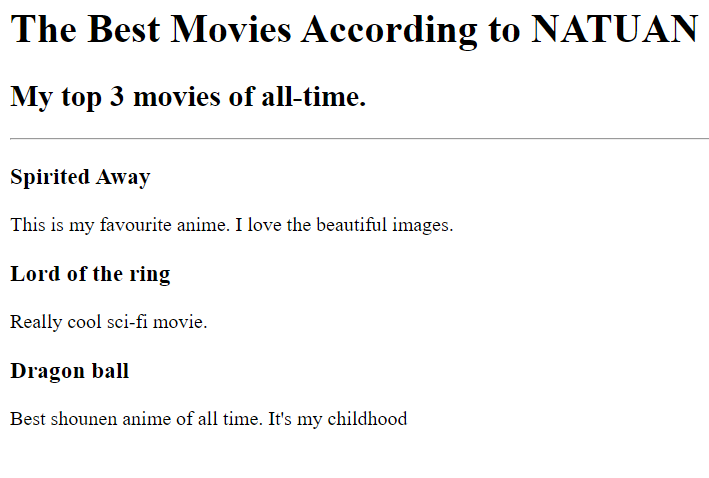 The Best Movies According to NATUAN
My top 3 movies of all-time.
Spirited Away
This is my favourite anime. I love the beautiful images.
Lord of the ring
Really cool sci-fi movie.
Dragon ball
Best shounen anime of all time. It's my childhood